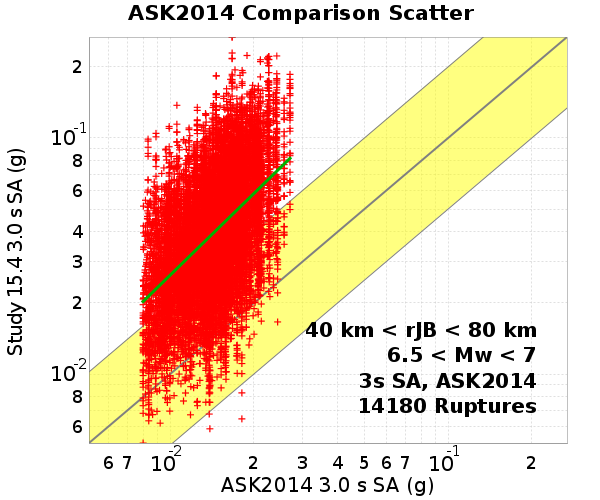 ASK2014 Comparison Scatter
Study 15.4 3.0 s SA (g)
2
10^-1
8
6
4
3
2
10^-2
8
6
40 km < rJB < 80 km
6.5 < Mw < 7
3s SA, ASK2014
14180 Ruptures
6 7 10^-2 2 3 4 5 6 7 10^-1 2
ASK2014 3.0 s SA (g)